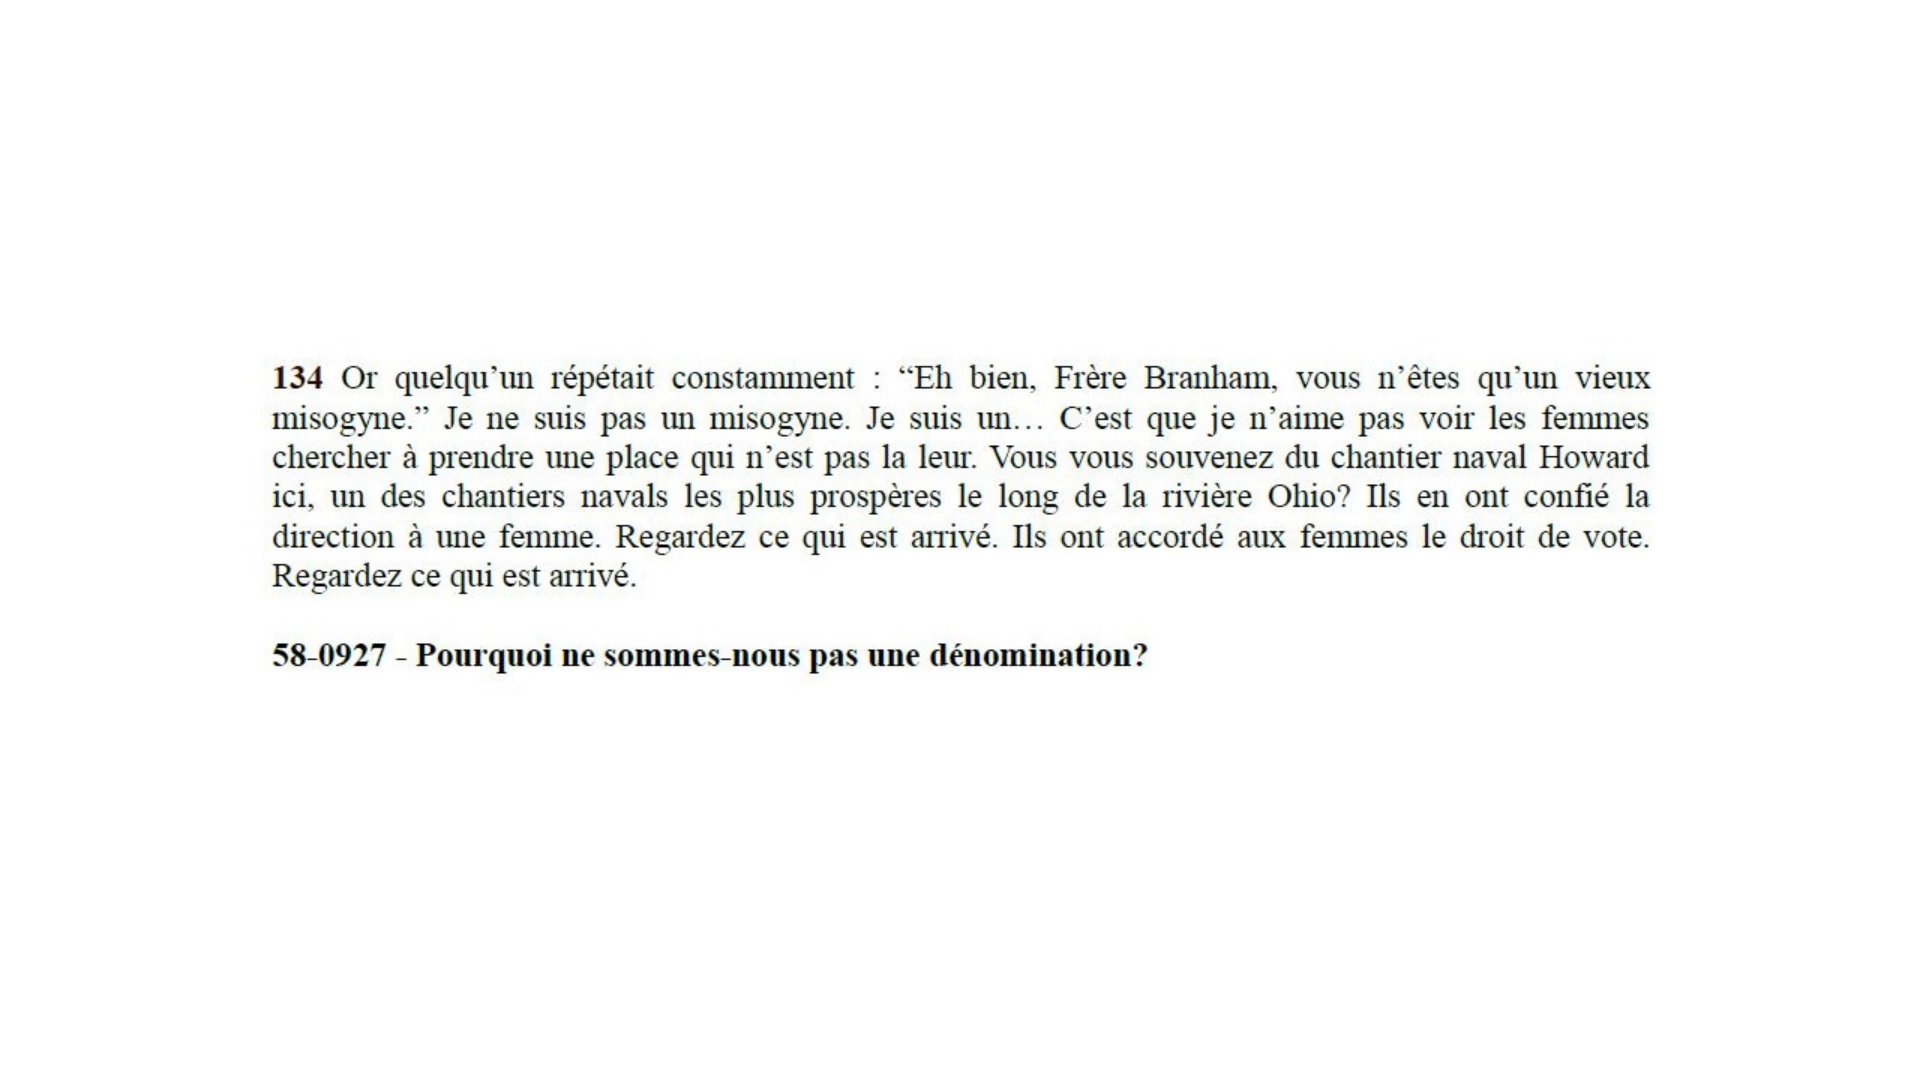 134 Or quelqu’un répétait constamment : “Eh bien, Frère Branham, vous n’êtes qu’un vieux
misogyne.” Je ne suis pas un misogyne. Je suis un… C’est que je n’aime pas voir les femmes
chercher à prendre une place qui n’est pas la leur. Vous vous souvenez du chantier naval Howard
ici, un des chantiers navals les plus prospères le long de la rivière Ohio? Ils en ont confié la
direction à une femme. Regardez ce qui est arrivé. Ils ont accordé aux femmes le droit de vote.
Regardez ce qui est arrivé.
58-0927 - Pourquoi ne sommes-nous pas une dénomination?